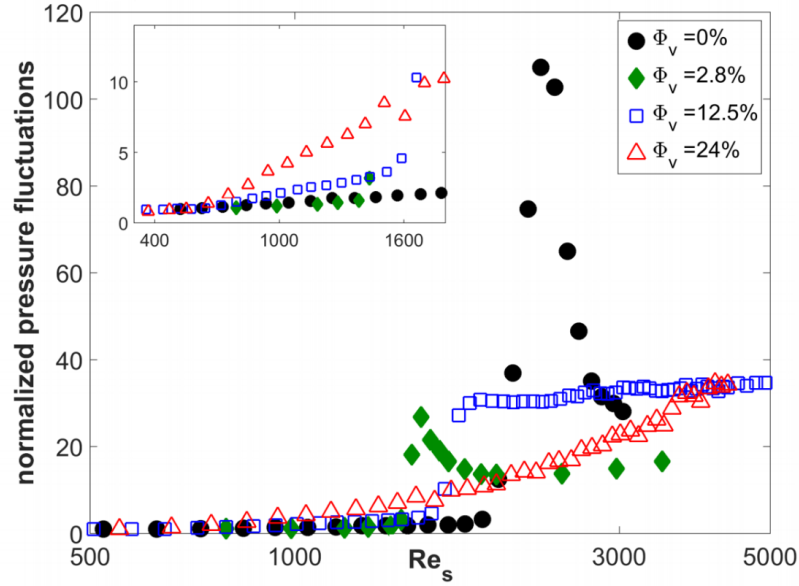 120
100
80
60
40
20
0
normalized pressure fluctuations
10
5
0
400
1000
1600
Φv =0%
Φv =2.8%
Φv =12.5%
Φv =24%
500
1000
3000
5000
Res